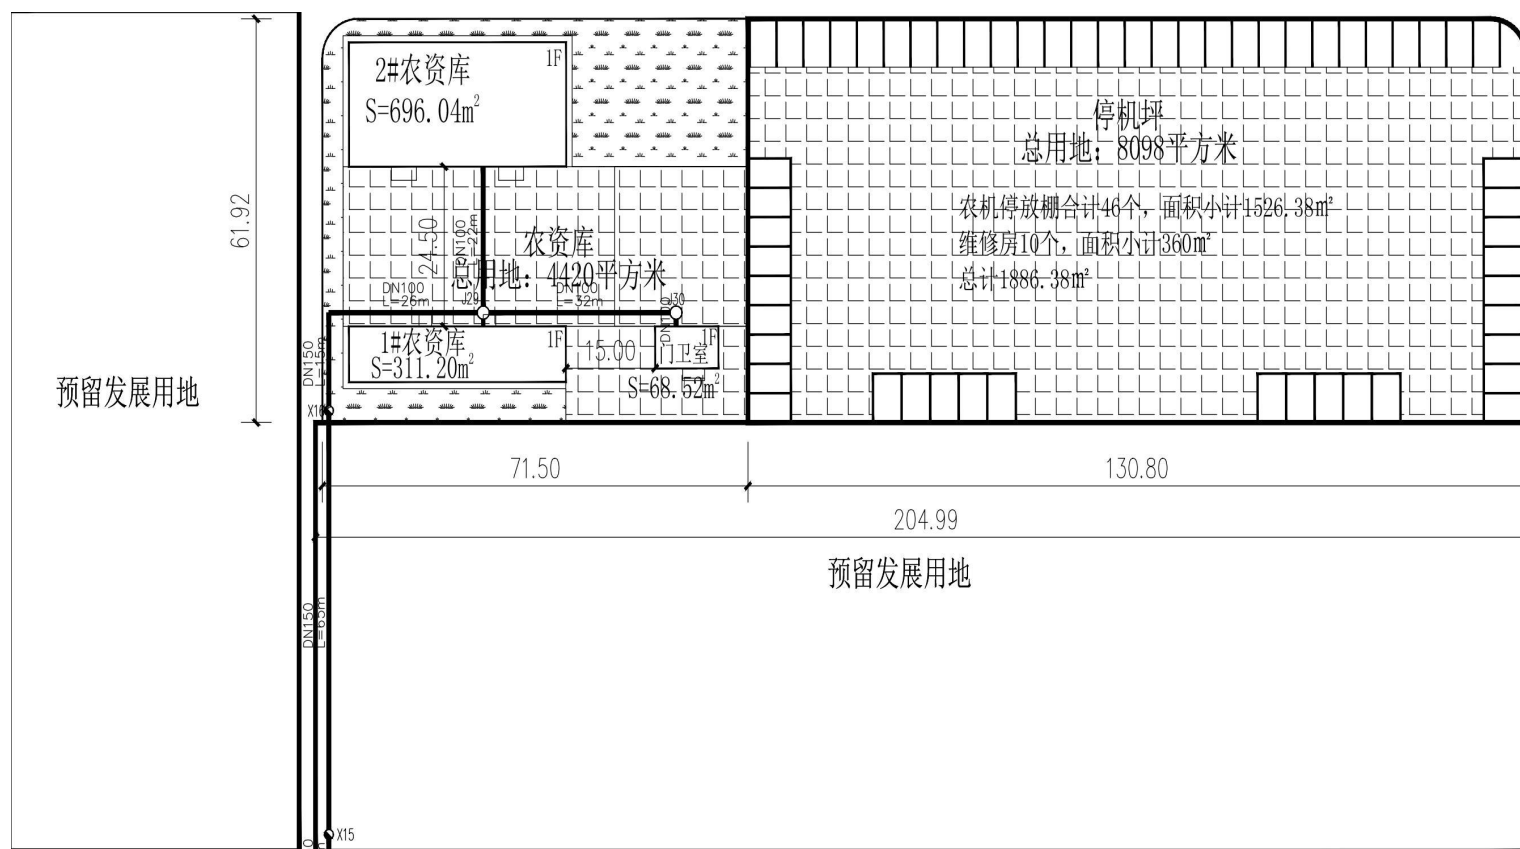 2#农资库
1F
S=696.04m²
停机坪
总用地：8098平方米
农机停放棚合计46个，面积小计1526.38m²
维修房10个，面积小计360m²
总计1886.38m²
61.92
24.50
DN100
L=22m
农资库
总用地：4420平方米
DN100
L=26m
J29
DN100
L=32m
J30
DN100
1#农资库
1F
S=311.20m²
15.00
门卫室
1F
S=68.52m²
DN150
L=15m
X16
预留发展用地
71.50
130.80
204.99
预留发展用地
DN150
L=65m
X15